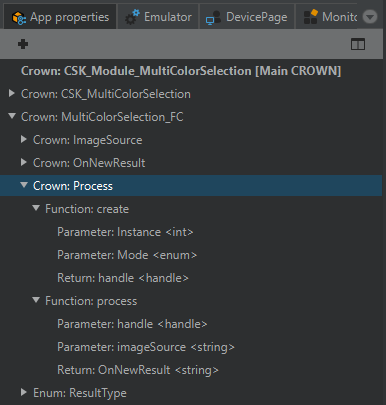 App properties Emulator DevicePage Monito
Crown: CSK_Module_MultiColorSelection [Main CROWN]
Crown: CSK_MultiColorSelection
Crown: MultiColorSelection_FC
Crown: ImageSource
Crown: OnNewResult
Crown: Process
Function: create
Parameter: Instance <int>
Parameter: Mode <enum>
Return: handle <handle>
Function: process
Parameter: handle <handle>
Parameter: imageSource <string>
Return: OnNewResult <string>
Enum: ResultType